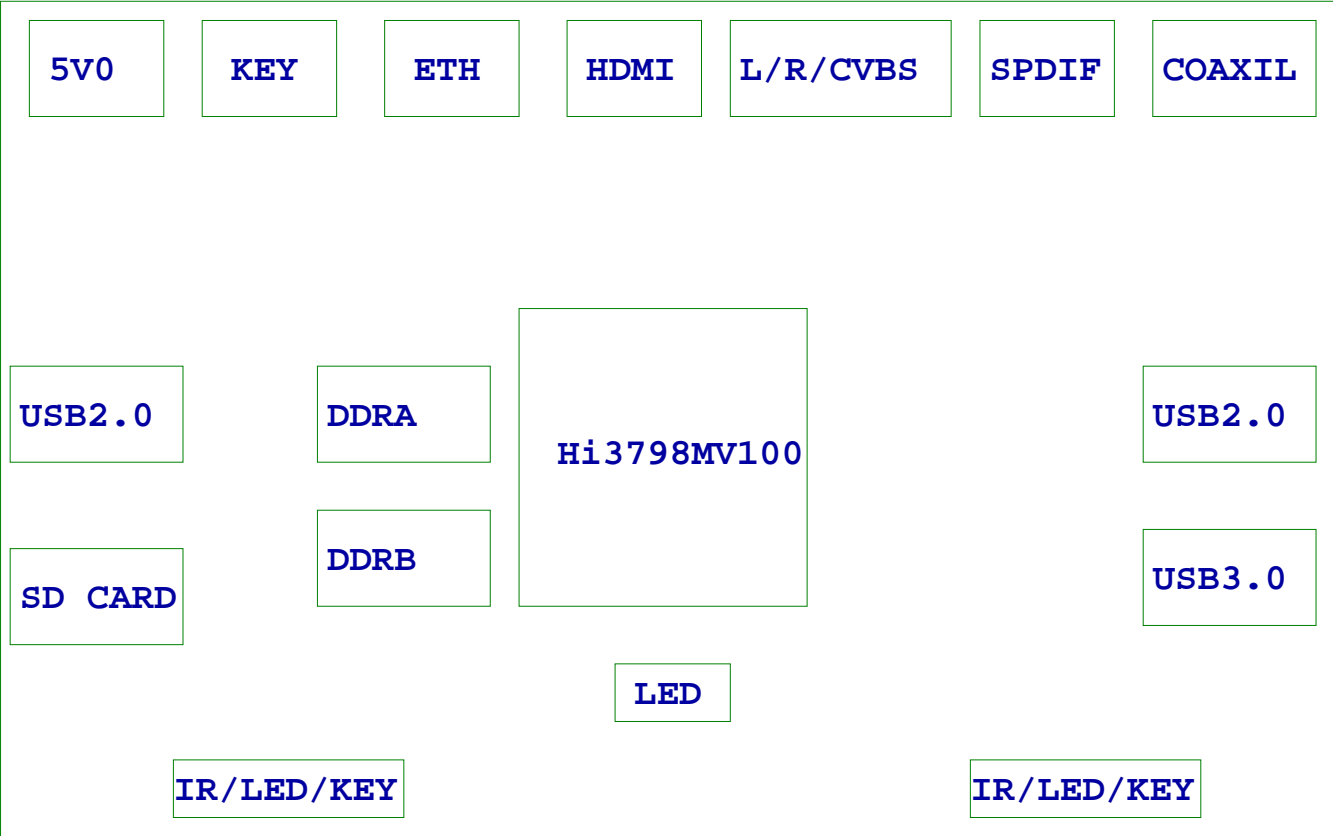 5V0
KEY
ETH
HDMI
L/R/CVBS
SPDIF
COAXIL
USB2.0
DDRA
Hi3798MV100
USB2.0
DDRB
SD CARD
USB3.0
LED
IR/LED/KEY
IR/LED/KEY